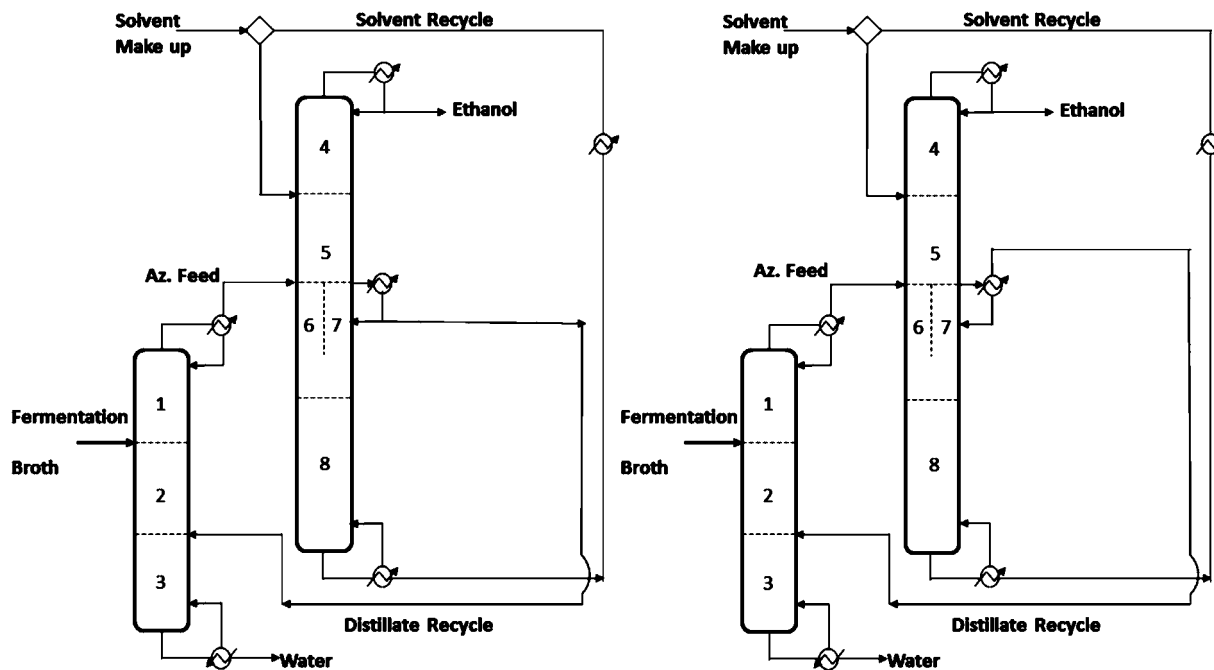 Solvent
Make up
Solvent Recycle
Ethanol
4
5
Az. Feed
6
7
1
Fermentation
Broth
2
8
3
Distillate Recycle
Water
Solvent
Make up
Solvent Recycle
Ethanol
4
5
Az. Feed
6
7
1
Fermentation
Broth
2
8
3
Distillate Recycle
Water